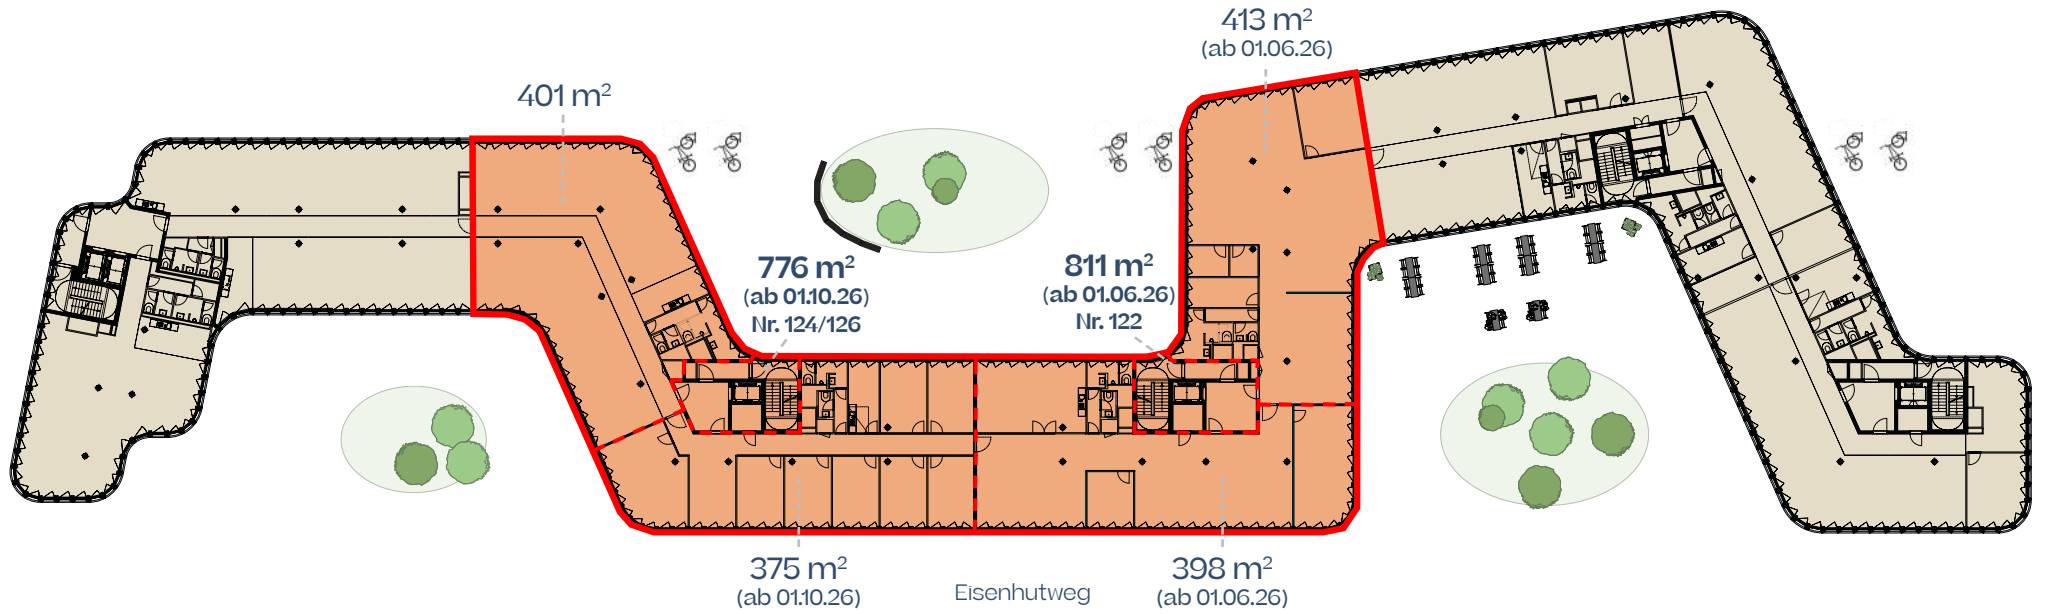 413 m²
(ab 01.06.26)
401 m²
776 m²
(ab 01.10.26)
Nr. 124/126
811 m²
(ab 01.06.26)
Nr. 122
375 m²
(ab 01.10.26)
Eisenhutweg
398 m²
(ab 01.06.26)